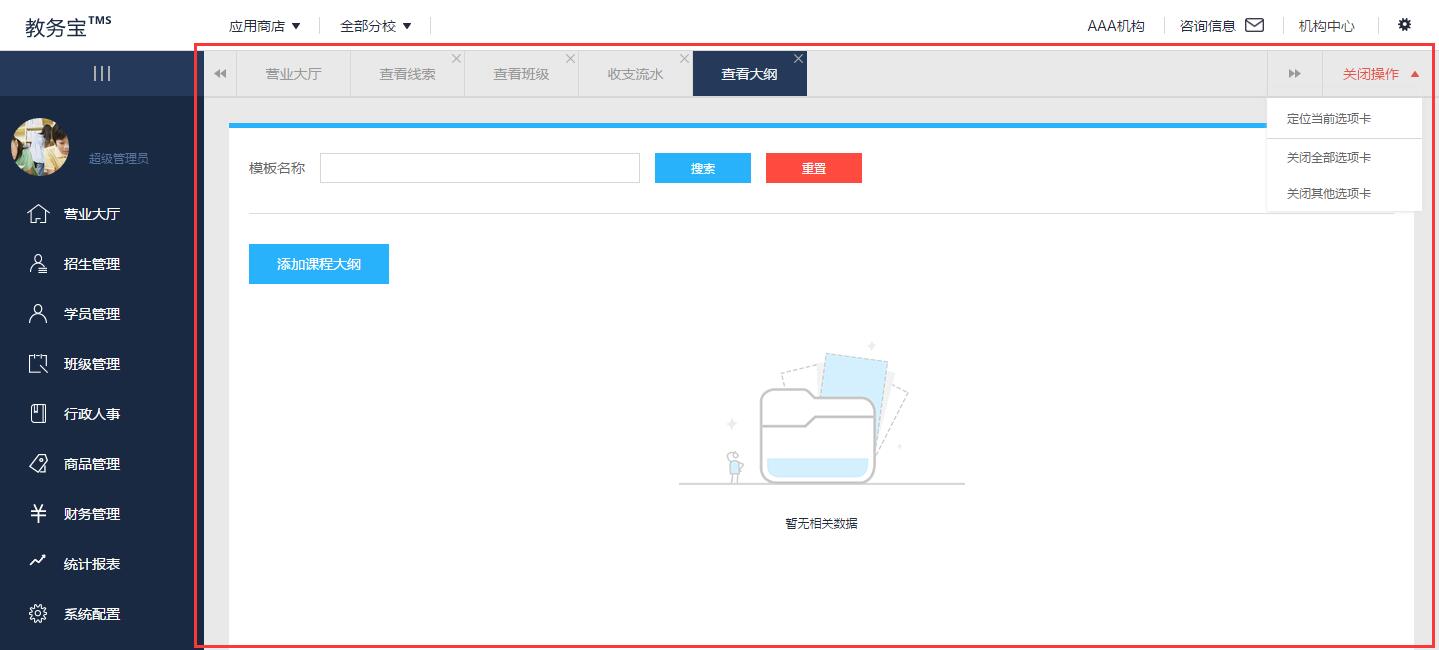 教务宝TMS
应用商店
全部分校
AAA机构
咨询信息
机构中心
营业大厅
查看线索
查看班级
收支流水
查看大纲
关闭操作
定位当前选项卡
关闭全部选项卡
关闭其他选项卡
超级管理员
营业大厅
招生管理
学员管理
班级管理
行政人事
商品管理
财务管理
统计报表
系统配置
模板名称
搜索
重置
添加课程大纲
暂无相关数据